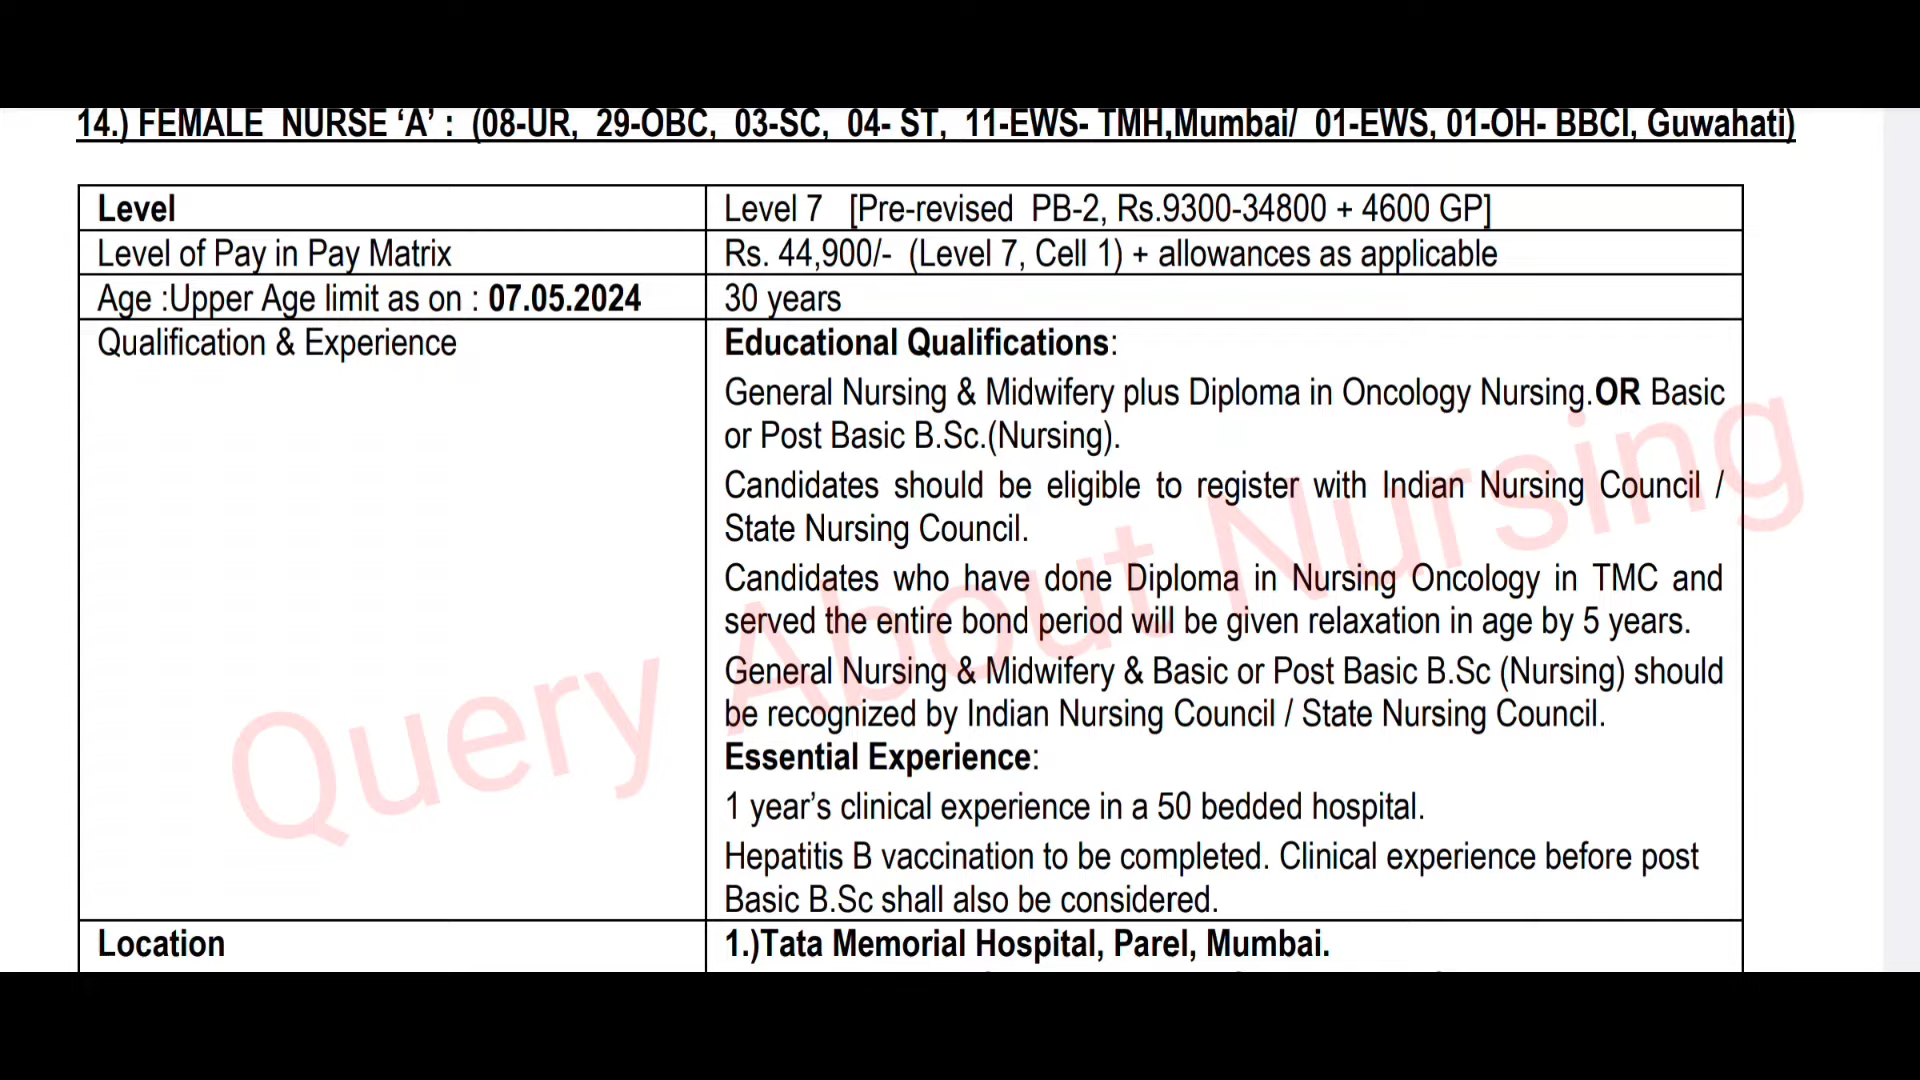 14.) FEMALE NURSE ‘A’ : (08-UR, 29-OBC, 03-SC, 04- ST, 11-EWS- TMH,Mumbai/ 01-EWS, 01-OH- BBCI, Guwahati)
Level
Level 7 [Pre-revised PB-2, Rs.9300-34800 + 4600 GP]
Level of Pay in Pay Matrix
Rs. 44,900/- (Level 7, Cell 1) + allowances as applicable
Age :Upper Age limit as on : 07.05.2024
30 years
Qualification & Experience
Educational Qualifications:
General Nursing & Midwifery plus Diploma in Oncology Nursing.OR Basic
or Post Basic B.Sc.(Nursing).
Candidates should be eligible to register with Indian Nursing Council /
State Nursing Council.
Candidates who have done Diploma in Nursing Oncology in TMC and
served the entire bond period will be given relaxation in age by 5 years.
General Nursing & Midwifery & Basic or Post Basic B.Sc (Nursing) should
be recognized by Indian Nursing Council / State Nursing Council.
Essential Experience:
1 year’s clinical experience in a 50 bedded hospital.
Hepatitis B vaccination to be completed. Clinical experience before post
Basic B.Sc shall also be considered.
Location
1.)Tata Memorial Hospital, Parel, Mumbai.
Query About Nursing